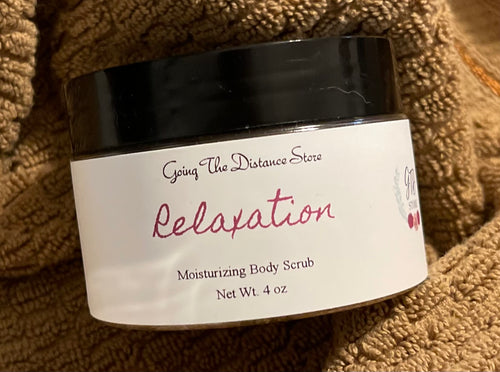 Going The Distance Store
Relaxation
Moisturizing Body Scrub
Net Wt. 4 oz